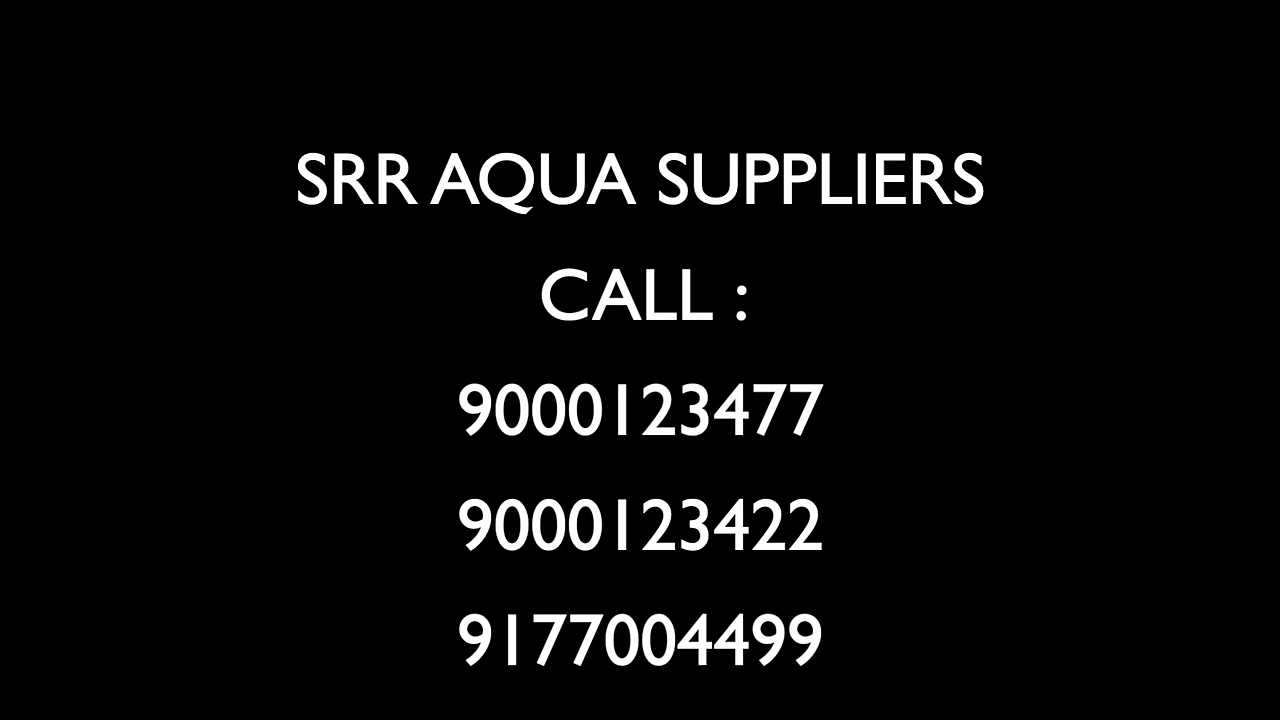 SRR AQUA SUPPLIERS
CALL :
9000123477
9000123422
9177004499